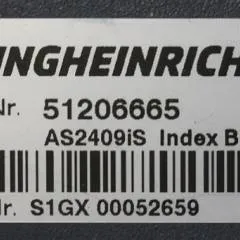 NGHEINRICH
Nr. 51206665
AS2409iS Index B
Nr. S1GX 00052659